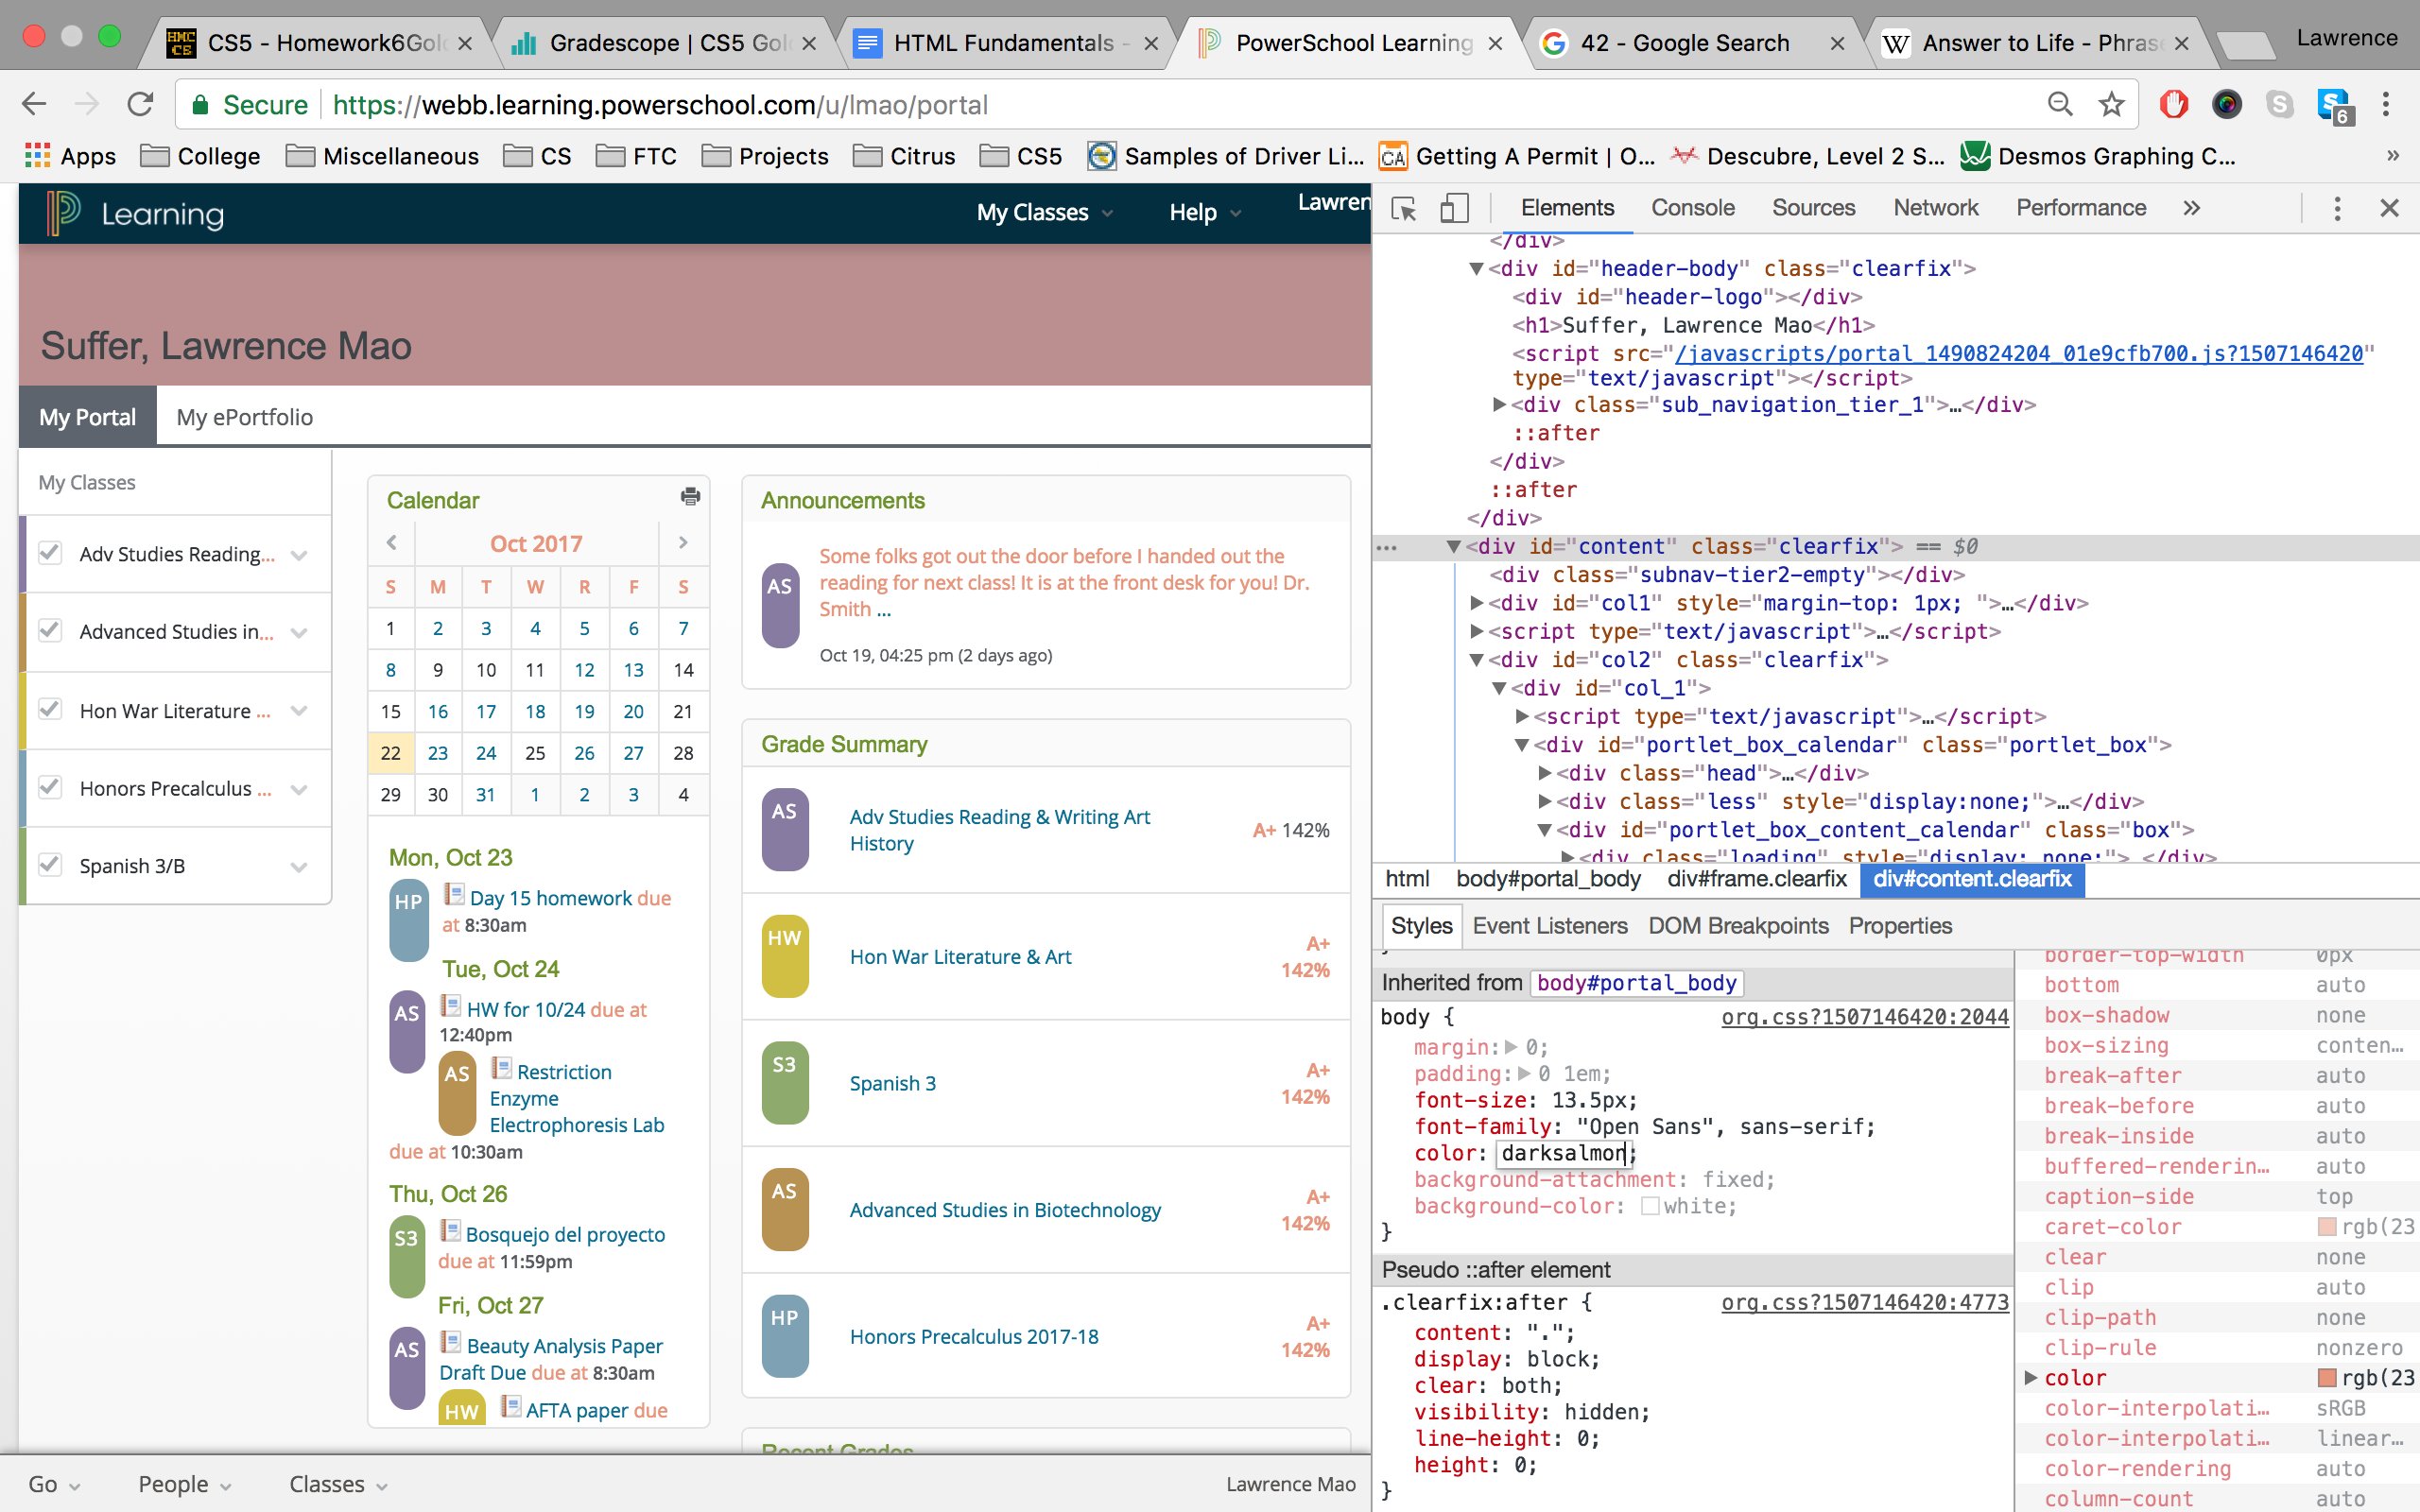 CS5 - Homework6Gol
Gradescope | CS5 Gol
HTML Fundamentals -
PowerSchool Learning
42 - Google Search
Answer to Life - Phras
Lawrence
Secure https://webb.learning.powerschool.com/u/lmao/portal
6
Apps College Miscellaneous CS FTC Projects Citrus CS5 Samples of Driver Li... Getting A Permit | O... Descubre, Level 2 S... Desmos Graphing C... »
Learning
My Classes Help Lawren
Suffer, Lawrence Mao
My Portal My ePortfolio
My Classes
Adv Studies Reading...
Advanced Studies in...
Hon War Literature ...
Honors Precalculus ...
Spanish 3/B
Calendar
Oct 2017
S M T W R F S
1 2 3 4 5 6 7
8 9 10 11 12 13 14
15 16 17 18 19 20 21
22 23 24 25 26 27 28
29 30 31 1 2 3 4
Mon, Oct 23
HP Day 15 homework due
at 8:30am
Tue, Oct 24
AS HW for 10/24 due at
12:40pm
AS Restriction
Enzyme
Electrophoresis Lab
due at 10:30am
Thu, Oct 26
S3 Bosquejo del proyecto
due at 11:59pm
Fri, Oct 27
AS Beauty Analysis Paper
Draft Due due at 8:30am
HW AFTA paper due
Announcements
AS
Some folks got out the door before I handed out the
reading for next class! It is at the front desk for you! Dr.
Smith ...
Oct 19, 04:25 pm (2 days ago)
Grade Summary
AS Adv Studies Reading & Writing Art
History
A+ 142%
HW Hon War Literature & Art
A+
142%
S3 Spanish 3
A+
142%
AS Advanced Studies in Biotechnology
A+
142%
HP Honors Precalculus 2017-18
A+
142%
Recent Grades
Go People Classes
Lawrence Mao
Elements Console Sources Network Performance »
</div>
<div id="header-body" class="clearfix">
<div id="header-logo"></div>
<h1>Suffer, Lawrence Mao</h1>
<script src="/javascripts/portal_1490824204_01e9cfb700.js?1507146420"
type="text/javascript"></script>
<div class="sub_navigation_tier_1">…</div>
::after
</div>
::after
</div>
<div id="content" class="clearfix"> == $0
<div class="subnav-tier2-empty"></div>
<div id="col1" style="margin-top: 1px; ">…</div>
<script type="text/javascript">…</script>
<div id="col2" class="clearfix">
<div id="col_1">
<script type="text/javascript">…</script>
<div id="portlet_box_calendar" class="portlet_box">
<div class="head">…</div>
<div class="less" style="display:none;">…</div>
<div id="portlet_box_content_calendar" class="box">
<div class="loading" style="display: none;"> </div>
html body#portal_body div#frame.clearfix div#content.clearfix
Styles Event Listeners DOM Breakpoints Properties
Inherited from body#portal_body
body { org.css?1507146420:2044
margin: 0;
padding: 0 1em;
font-size: 13.5px;
font-family: "Open Sans", sans-serif;
color: darksalmon;
background-attachment: fixed;
background-color: white;
}
Pseudo ::after element
.clearfix:after { org.css?1507146420:4773
content: ".";
display: block;
clear: both;
visibility: hidden;
line-height: 0;
height: 0;
}
border-top-width 0px
bottom auto
box-shadow none
box-sizing conten…
break-after auto
break-before auto
break-inside auto
buffered-renderin… auto
caption-side top
caret-color rgb(23
clear none
clip auto
clip-path none
clip-rule nonzero
color rgb(23
color-interpolati… sRGB
color-interpolati… linear…
color-rendering auto
column-count auto